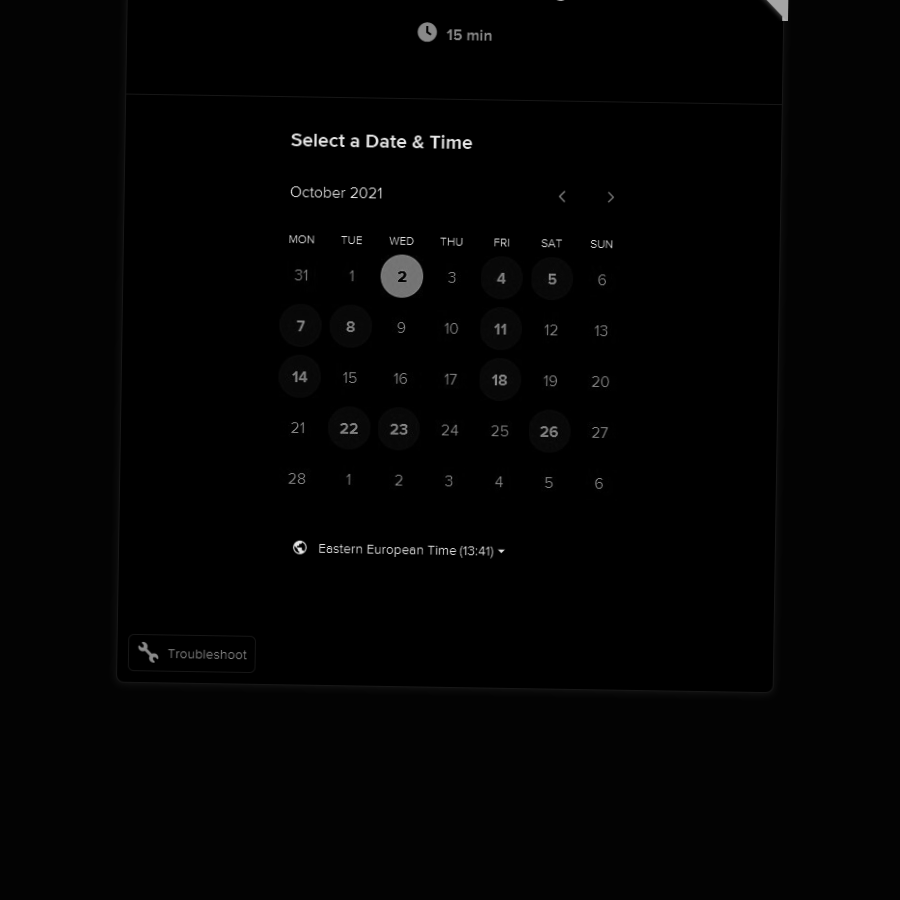 15 min
Select a Date & Time
October 2021
MON TUE WED THU FRI SAT SUN
31 1 2 3 4 5 6
7 8 9 10 11 12 13
14 15 16 17 18 19 20
21 22 23 24 25 26 27
28 1 2 3 4 5 6
Eastern European Time (13:41)
Troubleshoot